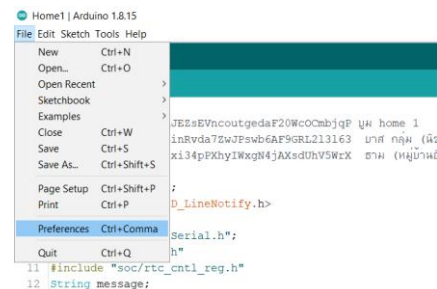 Home1 | Arduino 1.8.15
File Edit Sketch Tools Help
New Ctrl+N
Open... Ctrl+O
Open Recent >
Sketchbook >
Examples >
Close Ctrl+W
Save Ctrl+S
Save As... Ctrl+Shift+S
Page Setup Ctrl+Shift+P
Print Ctrl+P
Preferences Ctrl+Comma
Quit Ctrl+Q
JEZsEVncoutgedaF20WcOCmbjqP บูม home 1
inRvda7ZwJPswb6AF9GRL213163 บาส กลุ่ม
xi34pPXhyIWxgN4jAXsdUhV5WrX ธาม
;
D_LineNotify.h>
Serial.h";
h"
11 #include "soc/rtc_cntl_reg.h"
12 String message;